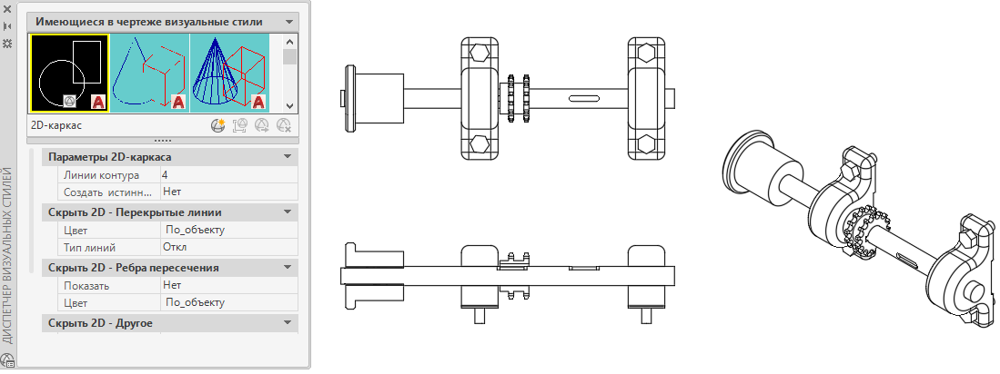 Имеющиеся в чертеже визуальные стили
2D-каркас
Параметры 2D-каркаса
Линии контура 4
Создать истинн... Нет
Скрыть 2D - Перекрытые линии
Цвет По_объекту
Тип линий Откл
Скрыть 2D - Ребра пересечения
Показать Нет
Цвет По_объекту
Скрыть 2D - Другое
ДИСПЕТЧЕР ВИЗУАЛЬНЫХ СТИЛЕЙ